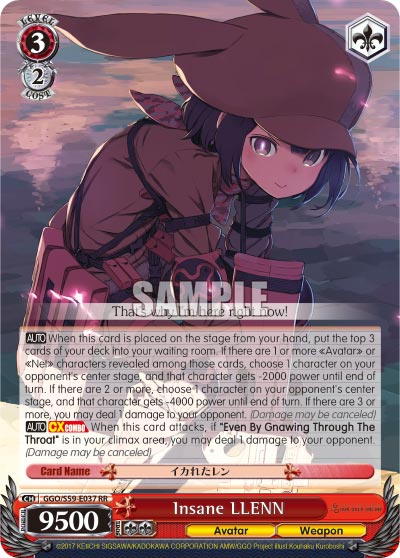 LEVEL
3
2
COST
SAMPLE
That's why I'm here right now!
AUTO When this card is placed on the stage from your hand, put the top 3
cards of your deck into your waiting room. If there are 1 or more «Avatar» or
«Net» characters revealed among those cards, choose 1 character on your
opponent's center stage, and that character gets -2000 power until end of
turn. If there are 2 or more, choose 1 character on your opponent's center
stage, and that character gets -4000 power until end of turn. If there are 3 or
more, you may deal 1 damage to your opponent. (Damage may be canceled)
AUTO CXCOMBO When this card attacks, if "Even By Gnawing Through The
Throat" is in your climax area, you may deal 1 damage to your opponent.
(Damage may be canceled)
Card Name イカれたレン
CH GGO/S59-E037 RR
POWER
9500
SOUL
Insane LLENN
Avatar Weapon
©2017 KEIICHI SIGSAWA/KADOKAWA CORPORATION AMW/GGO Project Illust.Kouhaku Kuroboshi